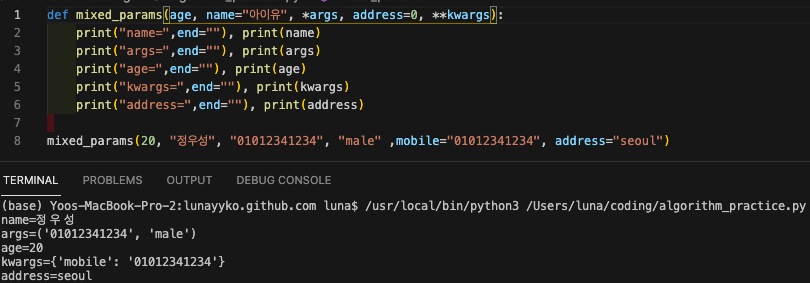 1 def mixed_params(age, name="아이유", *args, address=0, **kwargs):
2 print("name=",end=""), print(name)
3 print("args=",end=""), print(args)
4 print("age=",end=""), print(age)
5 print("kwargs=",end=""), print(kwargs)
6 print("address=",end=""), print(address)
7
8 mixed_params(20, "정우성", "01012341234", "male" ,mobile="01012341234", address="seoul")
TERMINAL PROBLEMS OUTPUT DEBUG CONSOLE
(base) Yoos-MacBook-Pro-2:lunayyko.github.com luna$ /usr/local/bin/python3 /Users/luna/coding/algorithm_practice.py
name=정우성
args=('01012341234', 'male')
age=20
kwargs={'mobile': '01012341234'}
address=seoul